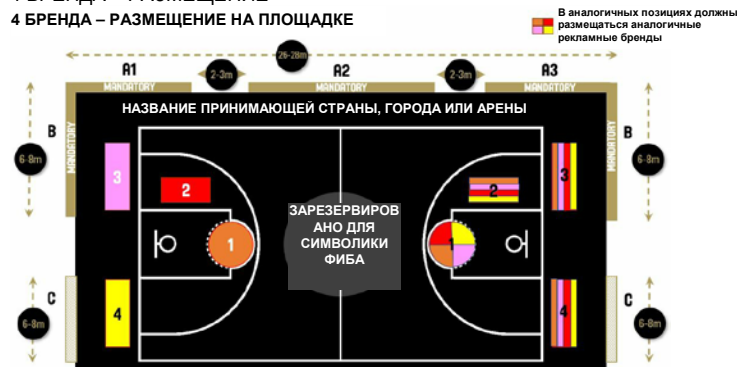 4 БРЕНДА – РАЗМЕЩЕНИЕ НА ПЛОЩАДКЕ
В аналогичных позициях должны
размещаться аналогичные
рекламные бренды
26-28m
A1
2-3m
A2
2-3m
A3
MANDATORY
MANDATORY
MANDATORY
НАЗВАНИЕ ПРИНИМАЮЩЕЙ СТРАНЫ, ГОРОДА ИЛИ АРЕНЫ
B
MANDATORY
6-8m
3
2
1
ЗАРЕЗЕРВИРОВ
АНО ДЛЯ
СИМВОЛИКИ
ФИБА
2
1
3
MANDATORY
B
6-8m
C
6-8m
4
4
C
6-8m